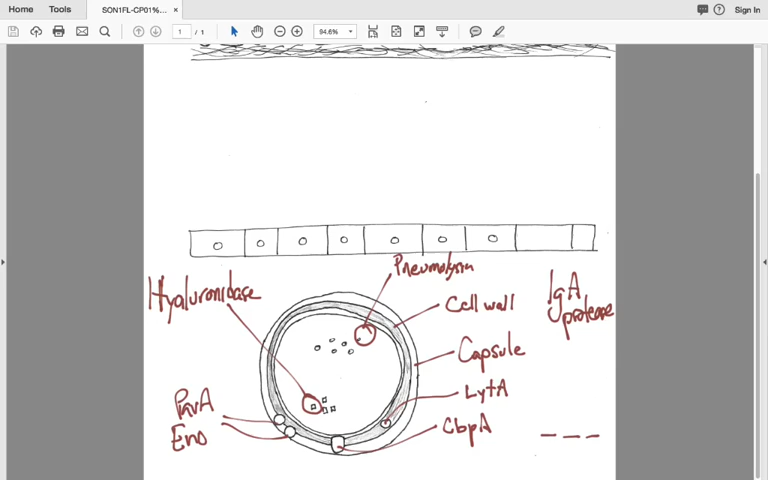 Home
Tools
SON1FL-CP01%... ×
Sign In
1 / 1
94.6%
Pneumolysin
Hyaluronidase
Cell wall
IgA
protease
Capsule
LytA
PavA
Eno
CbpA